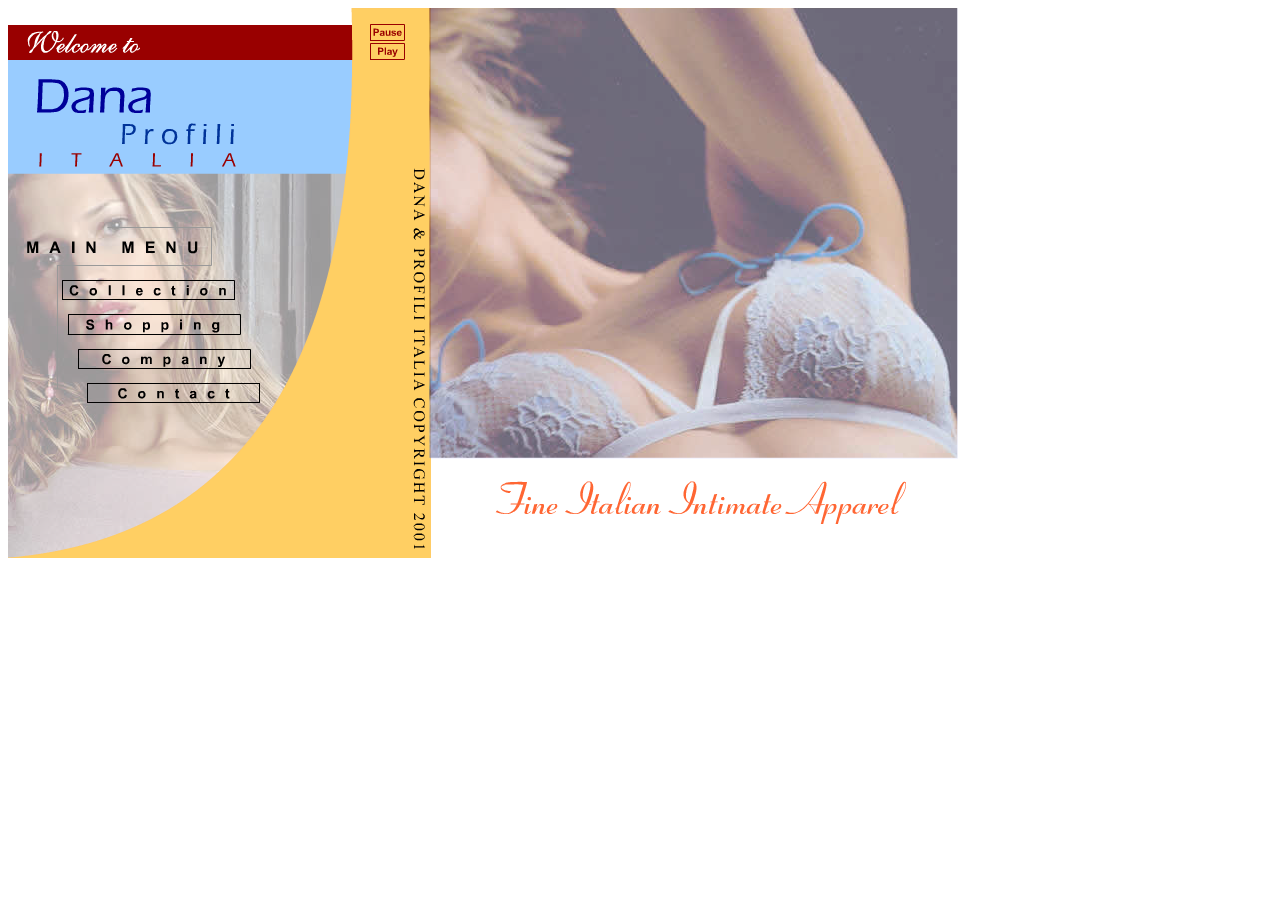 Welcome to
Dana
Profili
ITALIA
MAIN MENU
Collection
Shopping
Company
Contact
Pause
Play
DANA & PROFILI ITALIA COPYRIGHT 2001
Fine Italian Intimate Apparel